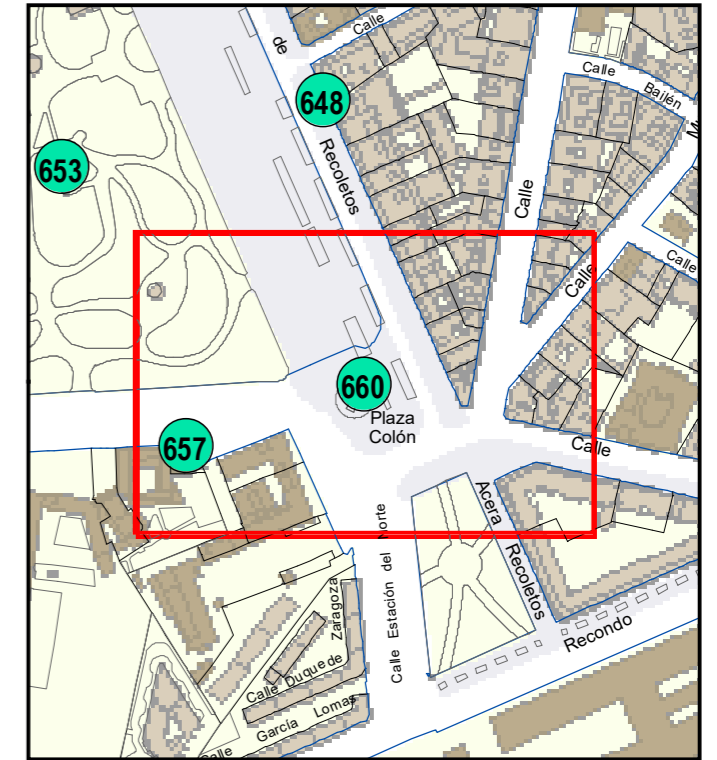 Calle
de
648
Recoletos
653
Calle
Bailén
Calle
Calle
Calle
660
Plaza
Colón
657
Calle
Acera
Recoletos
Calle Estación del Norte
Recondo
Zaragoza
Calle Duque de
García Lomas
Calle